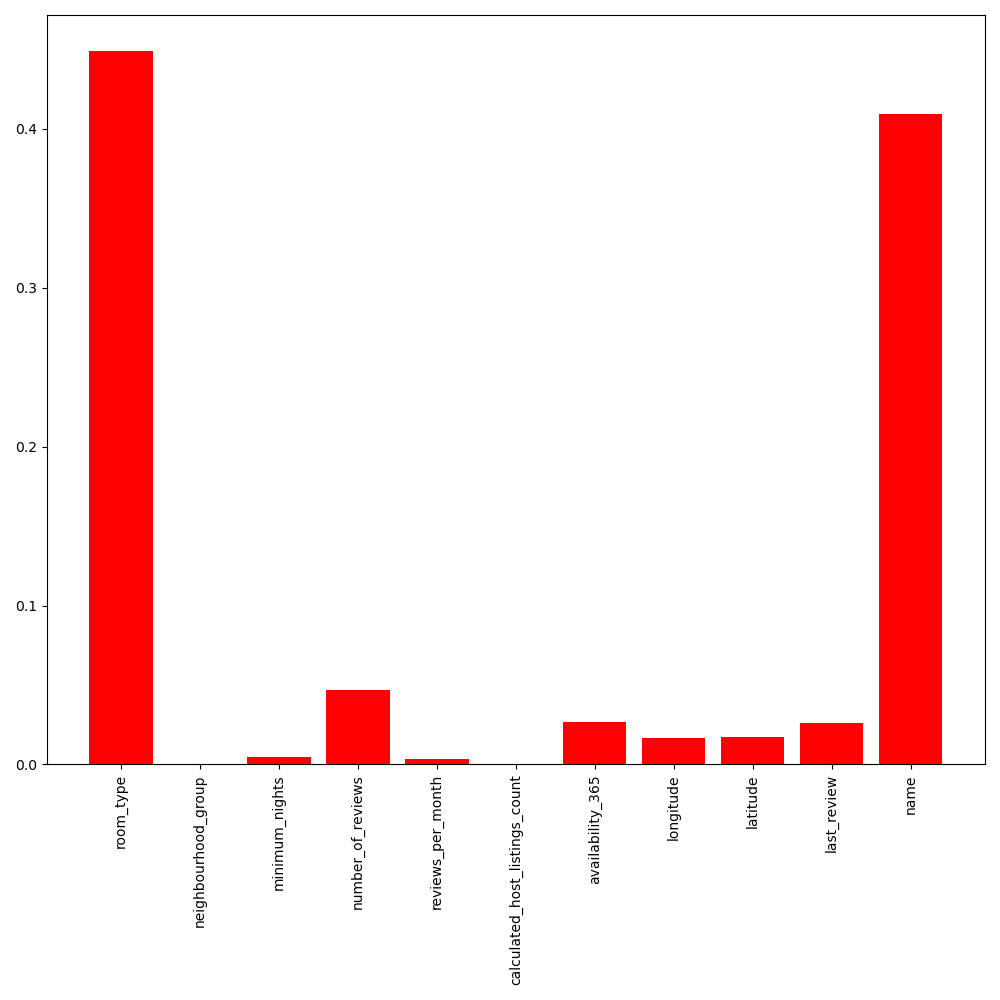 0.4
0.3
0.2
0.1
0.0
room_type
neighbourhood_group
minimum_nights
number_of_reviews
reviews_per_month
calculated_host_listings_count
availability_365
longitude
latitude
last_review
name